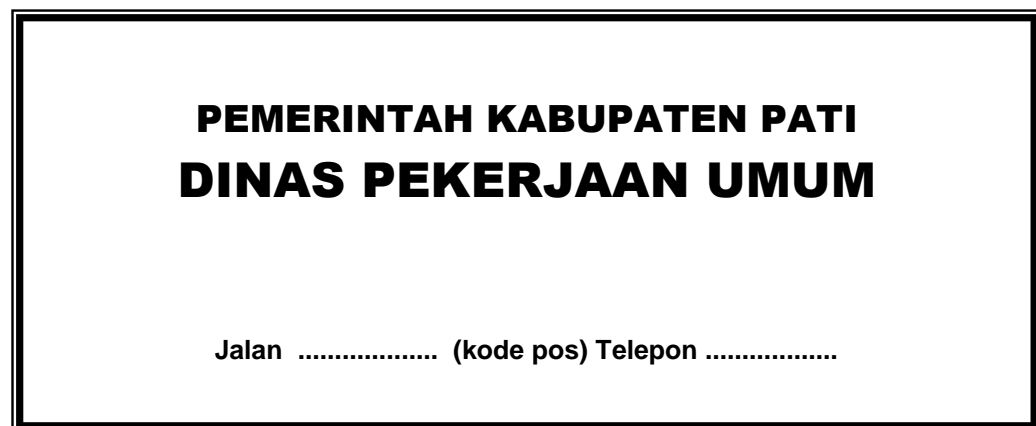 PEMERINTAH KABUPATEN PATI
DINAS PEKERJAAN UMUM
Jalan ................... (kode pos) Telepon ..................